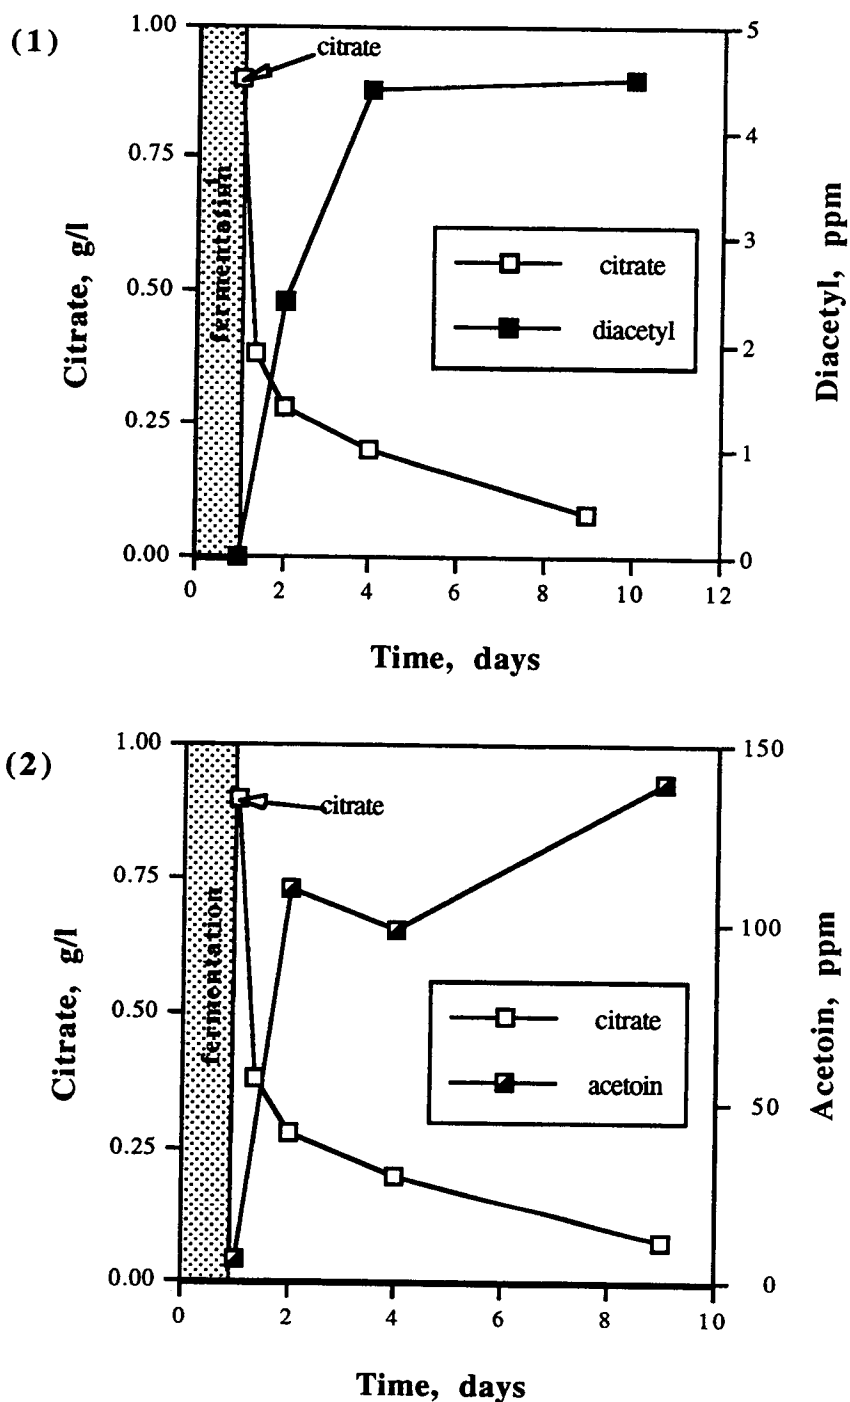 (1)
1.00
0.75
0.50
0.25
0.00
Citrate, g/l
fermentation
citrate
5
4
3
2
1
0
Diacetyl, ppm
citrate
diacetyl
0 2 4 6 8 10 12
Time, days
(2)
1.00
0.75
0.50
0.25
0.00
Citrate, g/l
fermentation
citrate
150
100
50
0
Acetoin, ppm
citrate
acetoin
0 2 4 6 8 10
Time, days